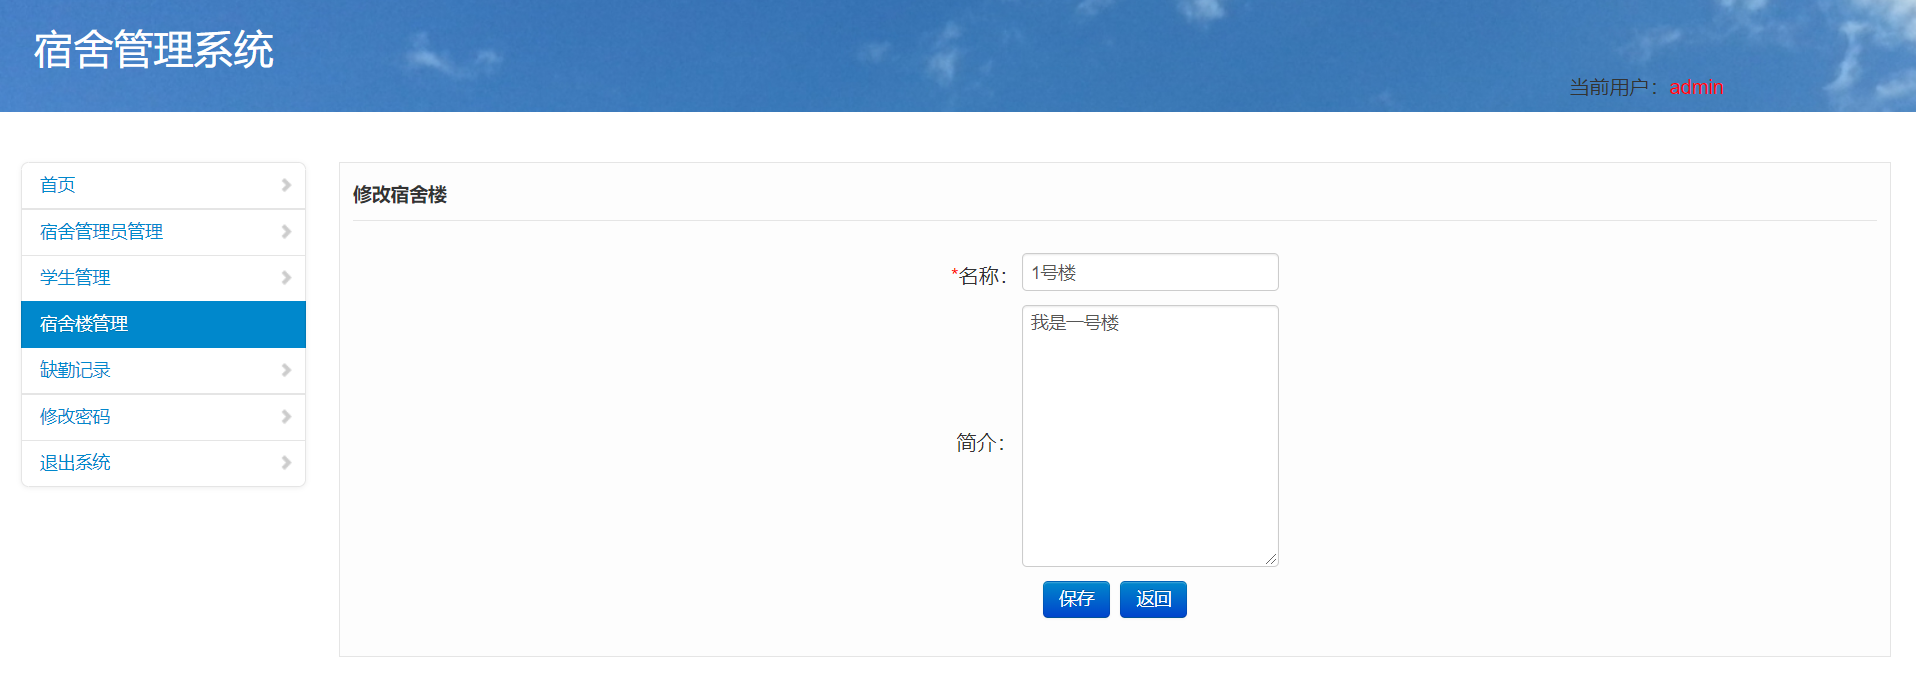 宿舍管理系统
当前用户：admin
首页
宿舍管理员管理
学生管理
宿舍楼管理
缺勤记录
修改密码
退出系统
修改宿舍楼
*名称：
1号楼
我是一号楼
简介：
保存
返回